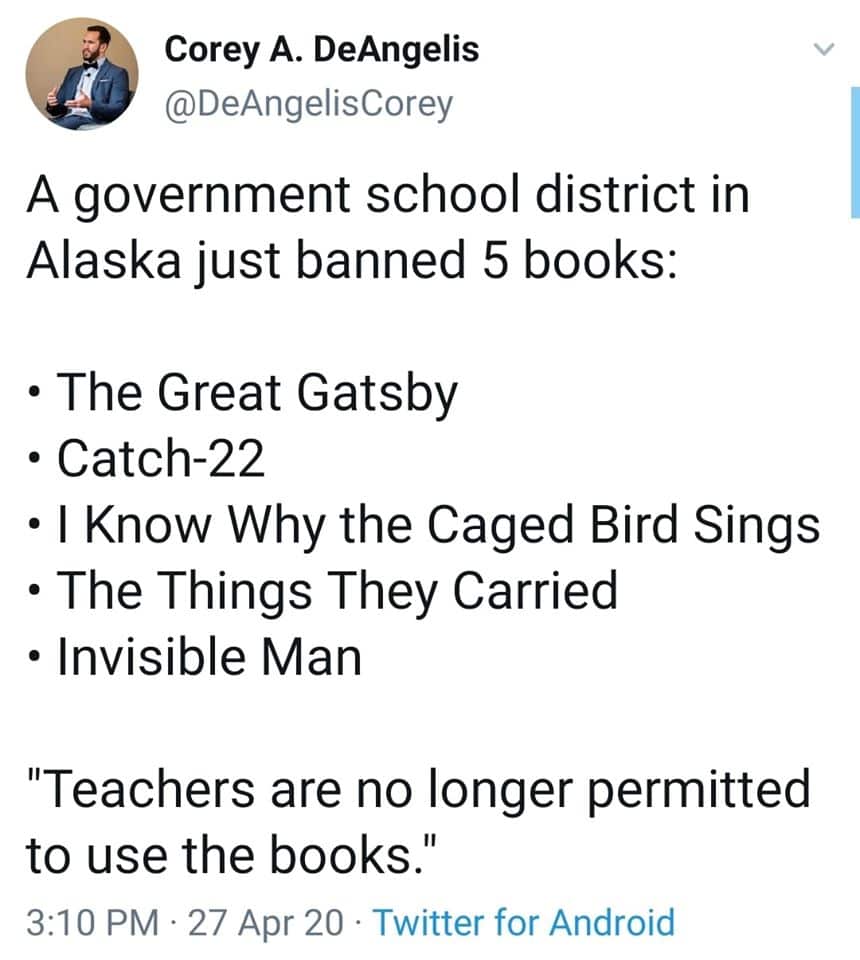 Corey A. DeAngelis
@DeAngelisCorey
A government school district in
Alaska just banned 5 books:
• The Great Gatsby
• Catch-22
• I Know Why the Caged Bird Sings
• The Things They Carried
• Invisible Man
"Teachers are no longer permitted
to use the books."
3:10 PM · 27 Apr 20 · Twitter for Android